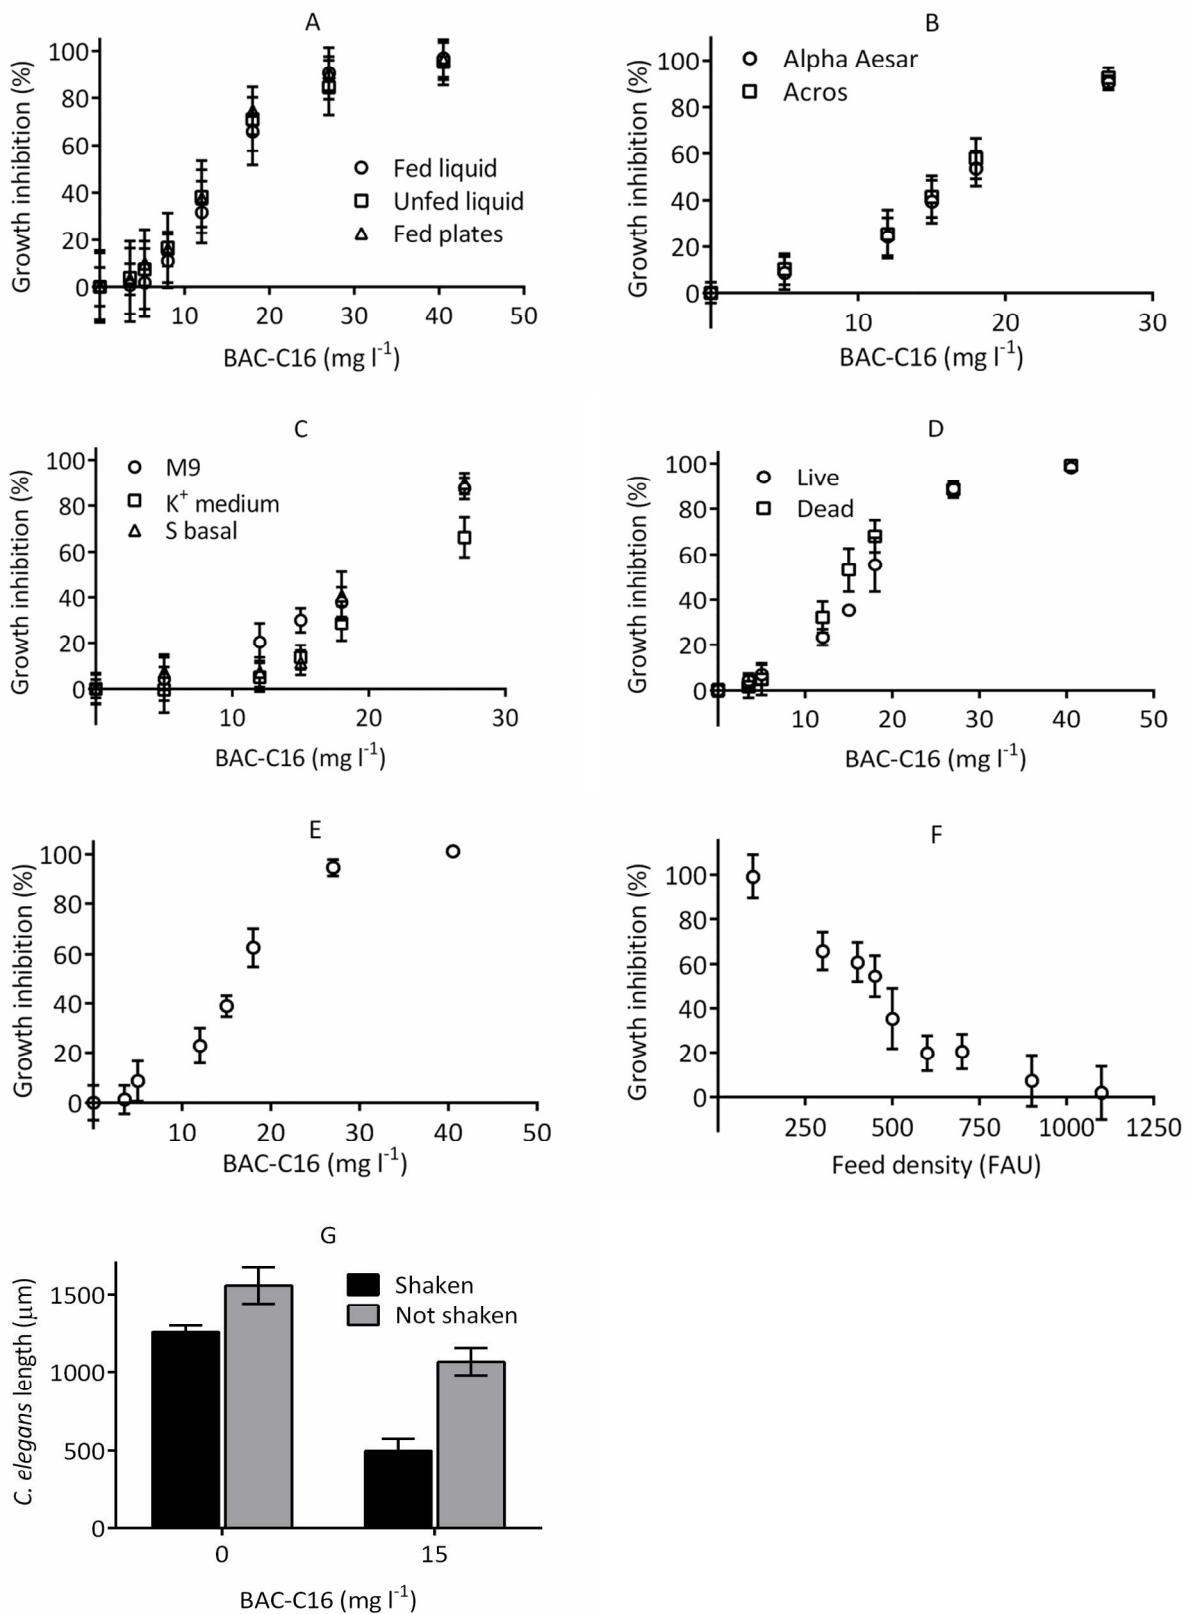 A
Growth inhibition (%)
100
80
60
40
20
0
Fed liquid
Unfed liquid
Fed plates
10 20 30 40 50
BAC-C16 (mg l⁻¹)
B
Growth inhibition (%)
100
80
60
40
20
0
Alpha Aesar
Acros
10 20 30
BAC-C16 (mg l⁻¹)
C
Growth inhibition (%)
100
80
60
40
20
0
M9
K⁺ medium
S basal
10 20 30
BAC-C16 (mg l⁻¹)
D
Growth inhibtion (%)
100
80
60
40
20
0
Live
Dead
10 20 30 40 50
BAC-C16 (mg l⁻¹)
E
Growth inhibition (%)
100
80
60
40
20
0
10 20 30 40 50
BAC-C16 (mg l⁻¹)
F
Growth inhibition (%)
100
80
60
40
20
0
250 500 750 1000 1250
Feed density (FAU)
G
C. elegans length (µm)
1500
1000
500
0
Shaken
Not shaken
0 15
BAC-C16 (mg l⁻¹)